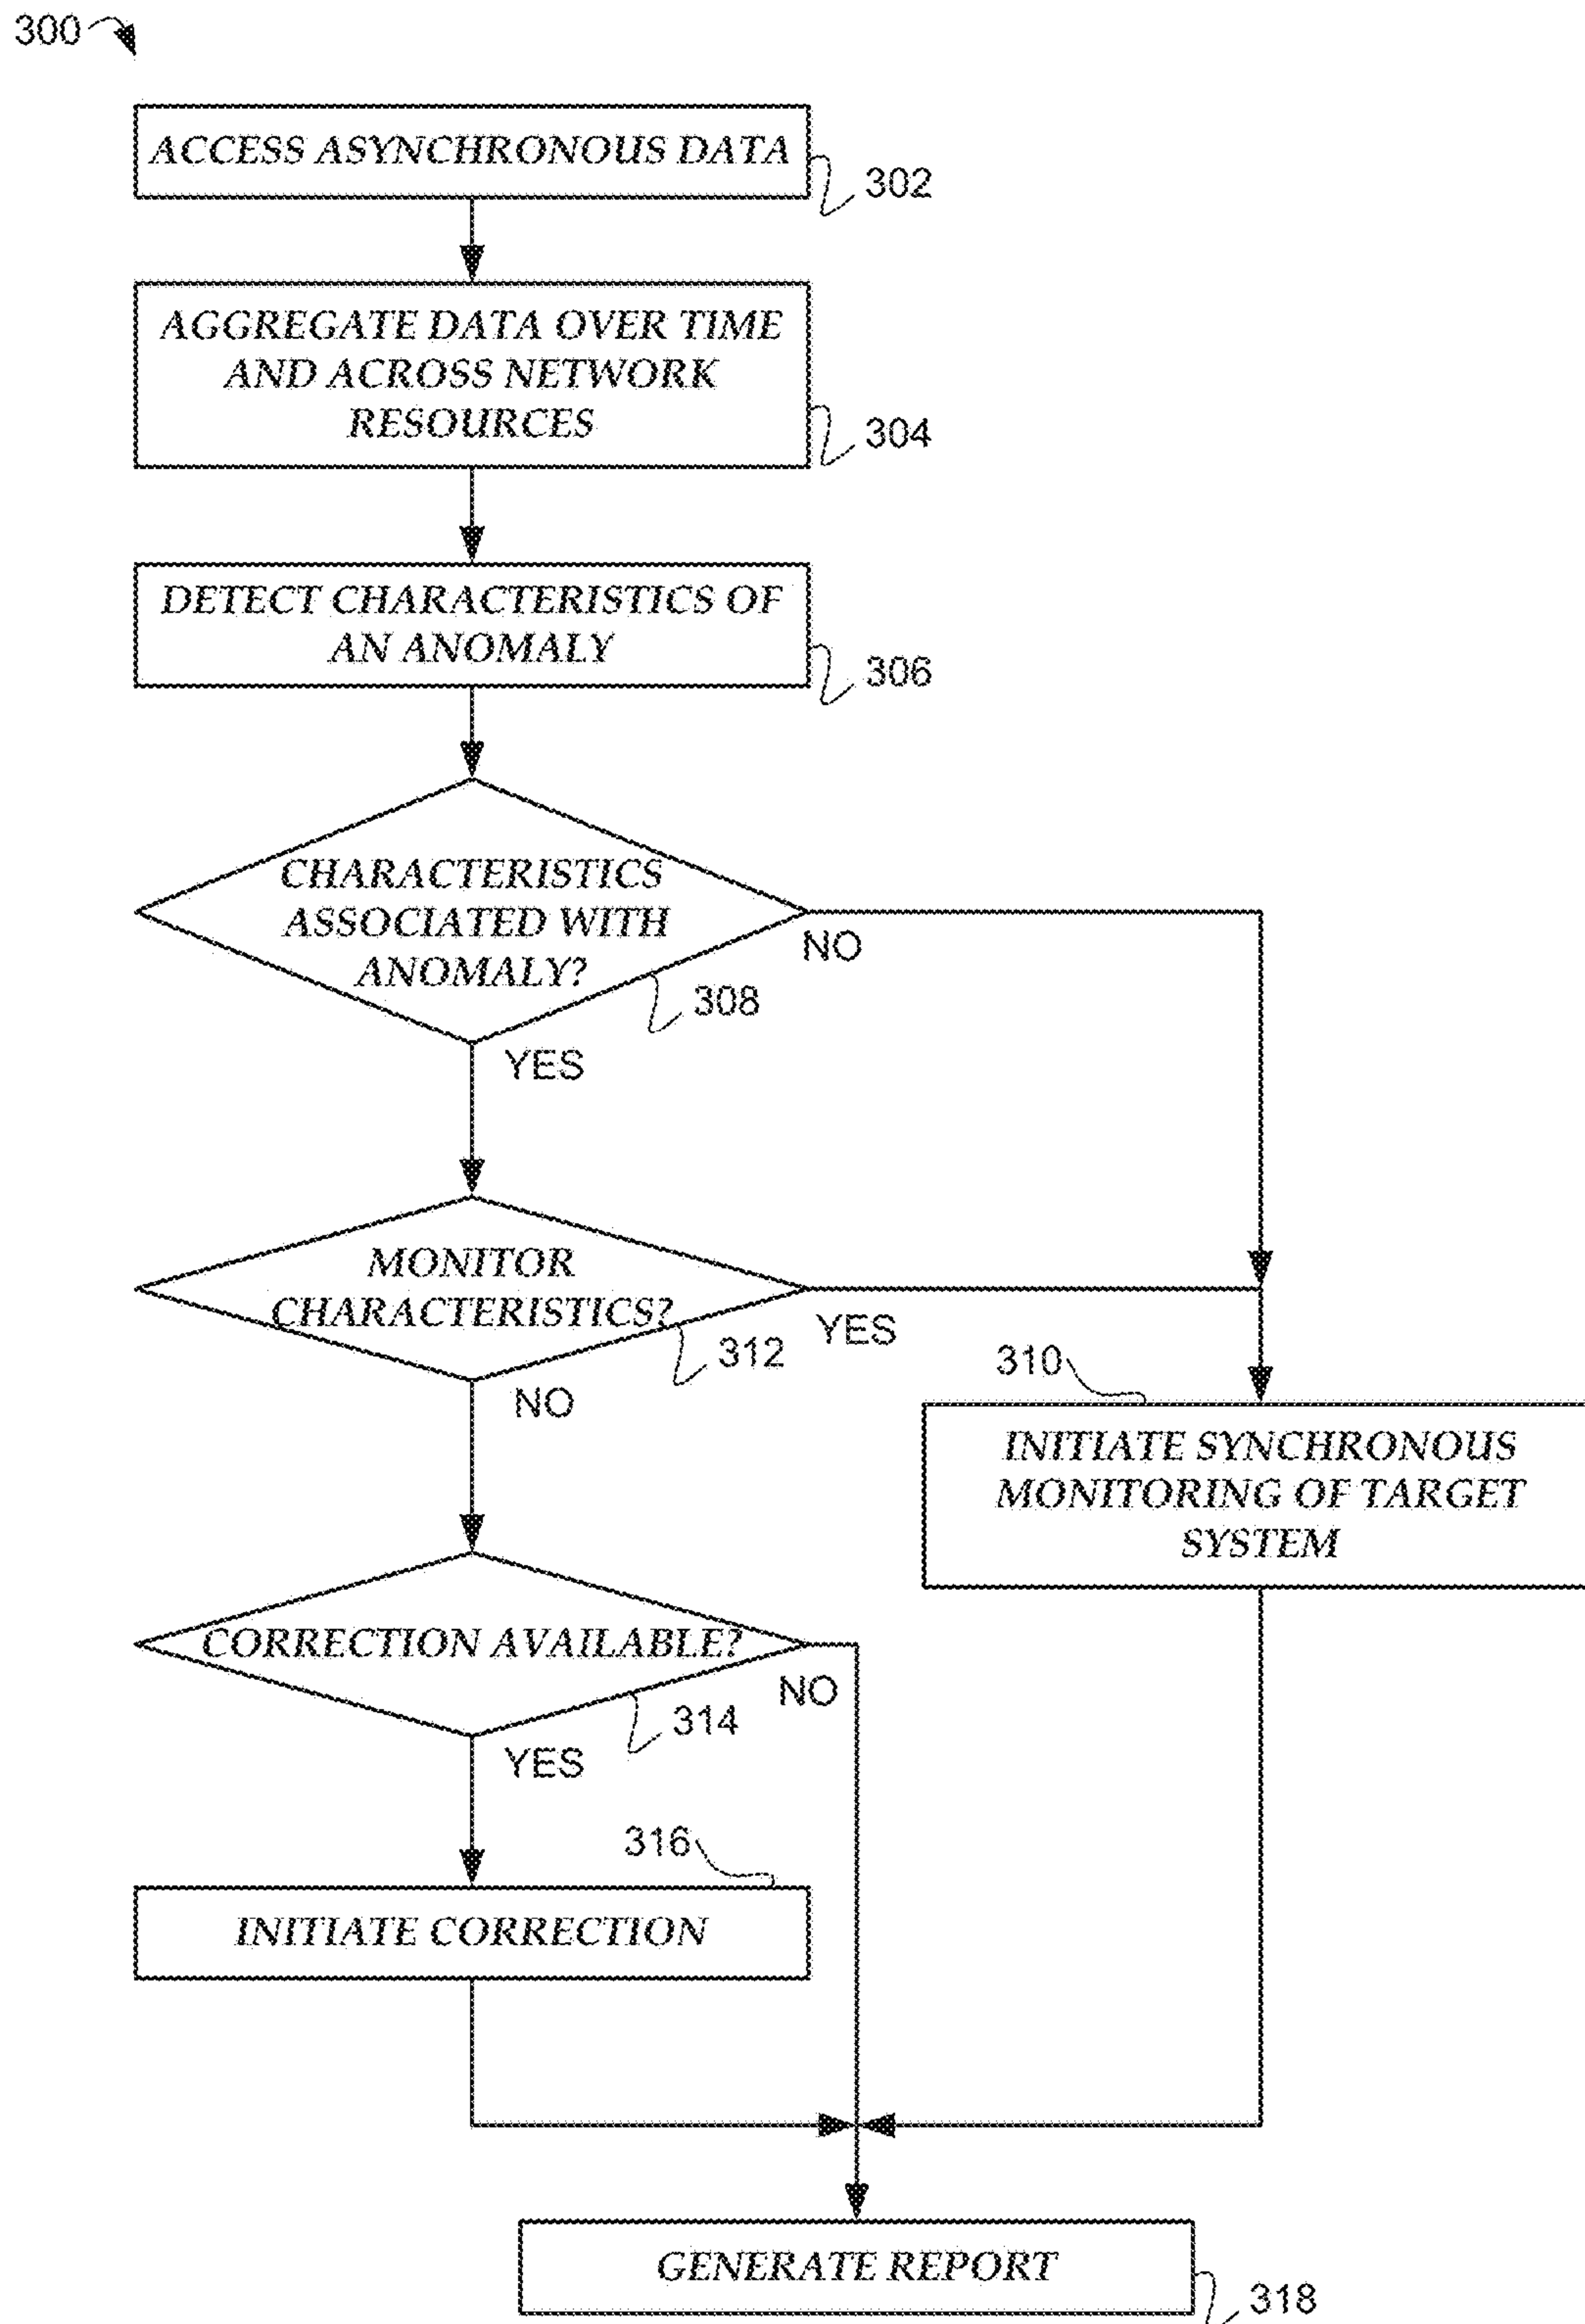 300
ACCESS ASYNCHRONOUS DATA
302
AGGREGATE DATA OVER TIME
AND ACROSS NETWORK
RESOURCES
304
DETECT CHARACTERISTICS OF
AN ANOMALY
306
CHARACTERISTICS
ASSOCIATED WITH
ANOMALY?
NO
308
YES
MONITOR
CHARACTERISTICS?
YES
312
NO
310
INITIATE SYNCHRONOUS
MONITORING OF TARGET
SYSTEM
CORRECTION AVAILABLE?
NO
314
YES
316
INITIATE CORRECTION
GENERATE REPORT
318